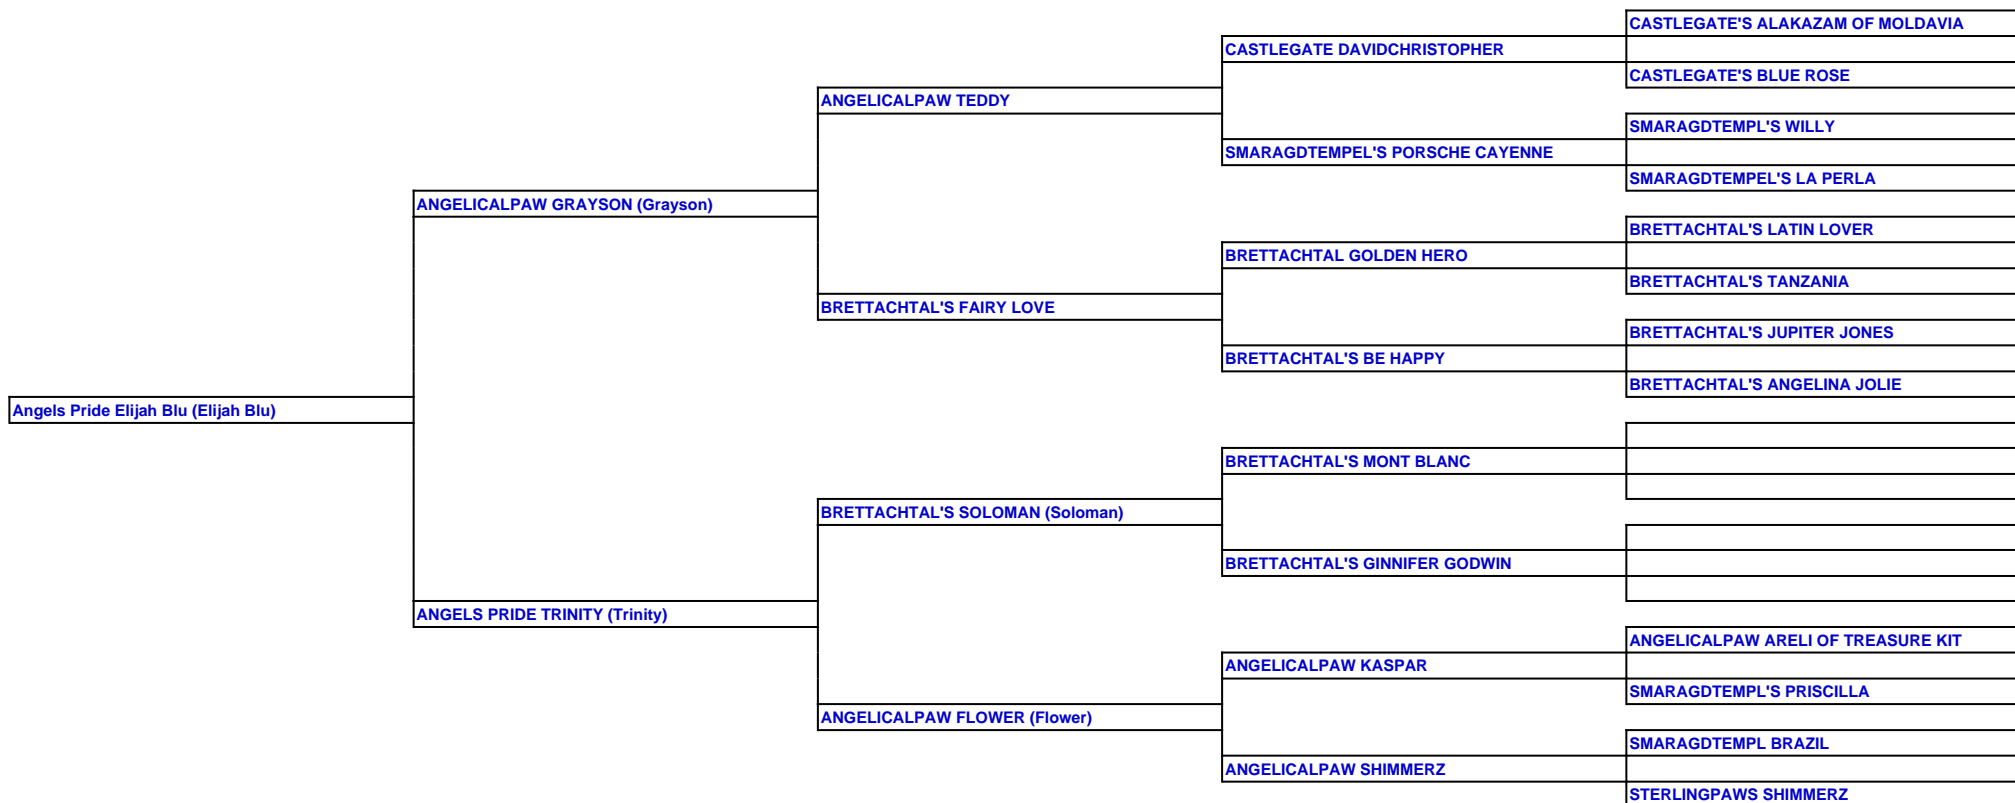 CASTLEGATE'S ALAKAZAM OF MOLDAVIA
CASTLEGATE DAVIDCHRISTOPHER
CASTLEGATE'S BLUE ROSE
ANGELICALPAW TEDDY
SMARAGDTEMPL'S WILLY
SMARAGDTEMPEL'S PORSCHE CAYENNE
SMARAGDTEMPEL'S LA PERLA
ANGELICALPAW GRAYSON (Grayson)
BRETTACHTAL'S LATIN LOVER
BRETTACHTAL GOLDEN HERO
BRETTACHTAL'S TANZANIA
BRETTACHTAL'S FAIRY LOVE
BRETTACHTAL'S JUPITER JONES
BRETTACHTAL'S BE HAPPY
BRETTACHTAL'S ANGELINA JOLIE
Angels Pride Elijah Blu (Elijah Blu)
BRETTACHTAL'S MONT BLANC
BRETTACHTAL'S SOLOMAN (Soloman)
BRETTACHTAL'S GINNIFER GODWIN
ANGELS PRIDE TRINITY (Trinity)
ANGELICALPAW ARELI OF TREASURE KIT
ANGELICALPAW KASPAR
SMARAGDTEMPL'S PRISCILLA
ANGELICALPAW FLOWER (Flower)
SMARAGDTEMPL BRAZIL
ANGELICALPAW SHIMMERZ
STERLINGPAWS SHIMMERZ